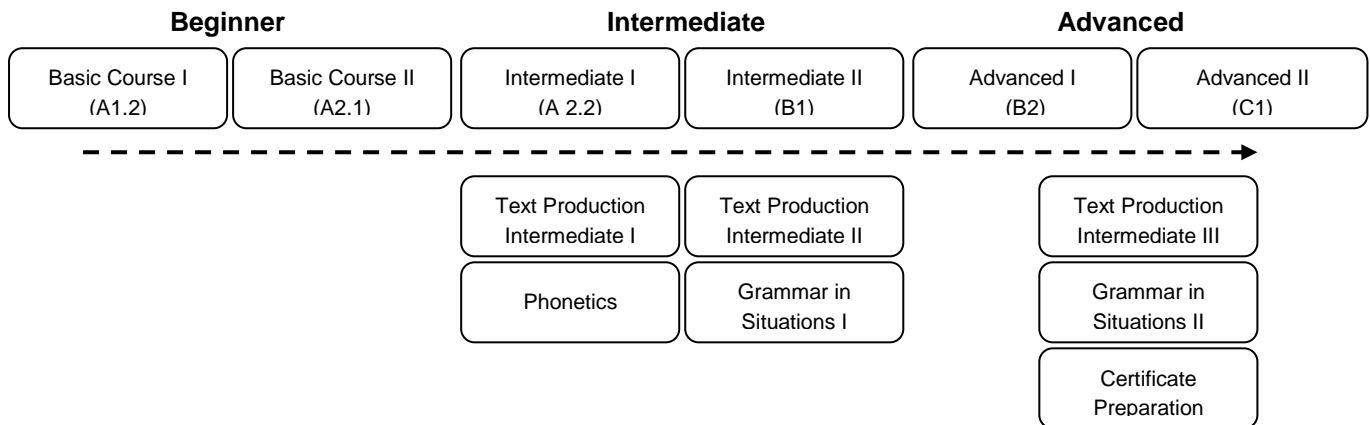 Beginner
Intermediate
Advanced
Basic Course I
(A1.2)
Basic Course II
(A2.1)
Intermediate I
(A 2.2)
Intermediate II
(B1)
Advanced I
(B2)
Advanced II
(C1)
Text Production
Intermediate I
Text Production
Intermediate II
Text Production
Intermediate III
Phonetics
Grammar in
Situations I
Grammar in
Situations II
Certificate
Preparation